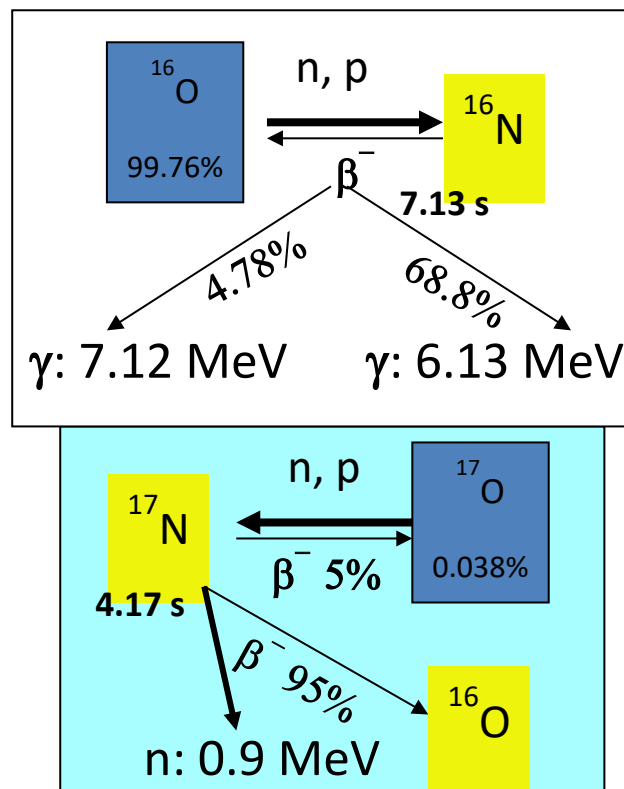 n, p
¹⁶O
¹⁶N
99.76%
β⁻
7.13 s
4.78%
68.8%
γ: 7.12 MeV
γ: 6.13 MeV
n, p
¹⁷O
¹⁷N
β⁻ 5%
0.038%
4.17 s
β⁻ 95%
¹⁶O
n: 0.9 MeV